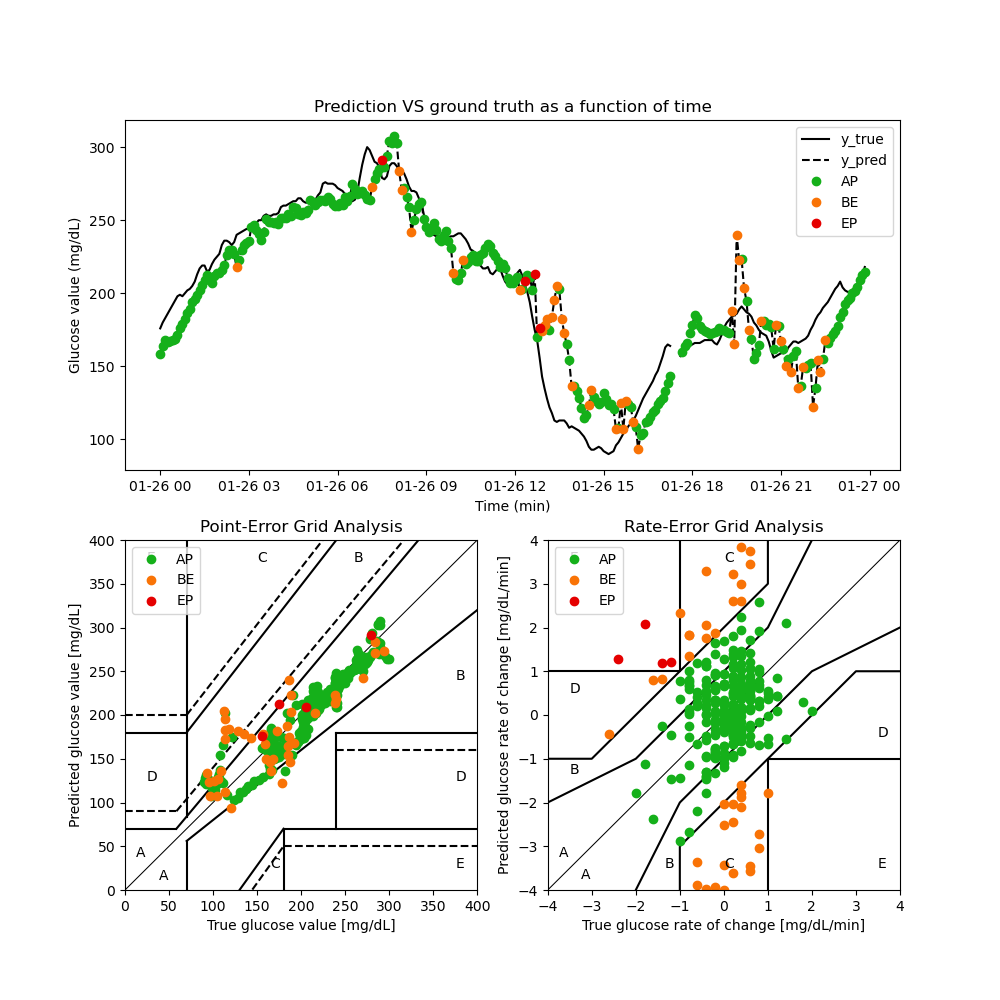 Prediction VS ground truth as a function of time
Glucose value (mg/dL)
300
250
200
150
100
y_true
y_pred
AP
BE
EP
01-26 00 01-26 03 01-26 06 01-26 09 01-26 12 01-26 15 01-26 18 01-26 21 01-27 00
Time (min)
Point-Error Grid Analysis
Predicted glucose value [mg/dL]
400
350
300
250
200
150
100
50
0
AP
BE
EP
C
B
B
D
D
A
A
C
E
0 50 100 150 200 250 300 350 400
True glucose value [mg/dL]
Rate-Error Grid Analysis
Predicted glucose rate of change [mg/dL/min]
4
3
2
1
0
−1
−2
−3
−4
AP
BE
EP
C
D
D
B
A
A
B
C
E
−4 −3 −2 −1 0 1 2 3 4
True glucose rate of change [mg/dL/min]